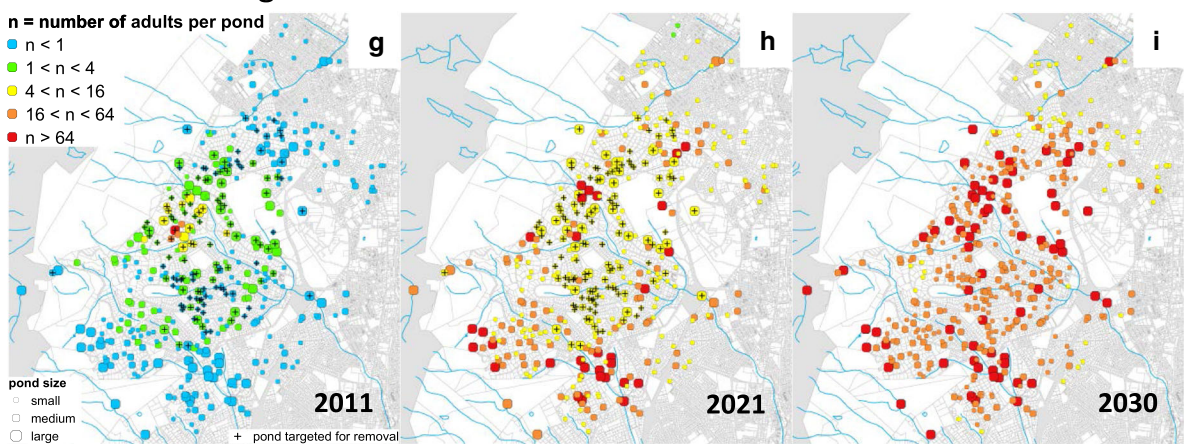 n = number of adults per pond
n < 1
1 < n < 4
4 < n < 16
16 < n < 64
n > 64
g
h
i
pond size
small
medium
large
+ pond targeted for removal
2011
2021
2030